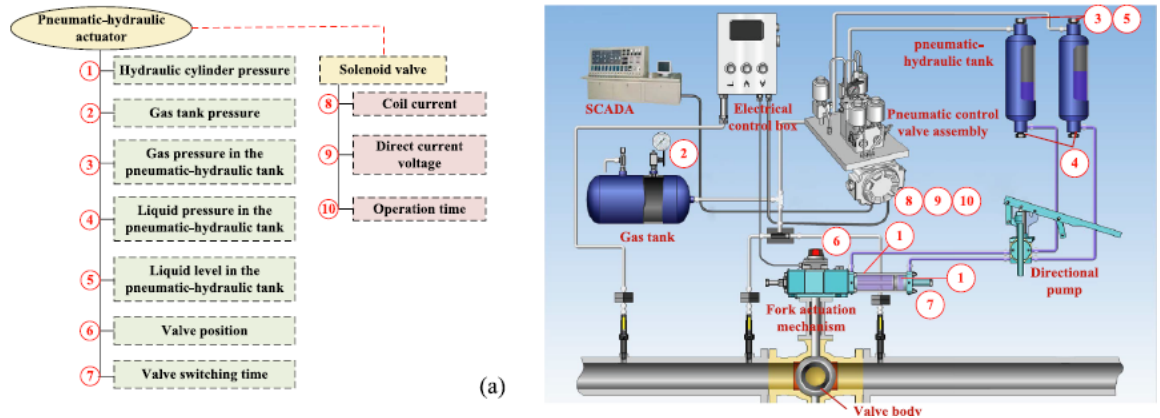 Pneumatic-hydraulic
actuator
1
Hydraulic cylinder pressure
2
Gas tank pressure
3
Gas pressure in the
pneumatic-hydraulic tank
4
Liquid pressure in the
pneumatic-hydraulic tank
5
Liquid level in the
pneumatic-hydraulic tank
6
Valve position
7
Valve switching time
Solenoid valve
8
Coil current
9
Direct current
voltage
10
Operation time
(a)
3 5
pneumatic-
hydraulic tank
SCADA
Electrical
control box
Pneumatic control
valve assembly
2
4
8 9 10
Gas tank
6
1
1
Directional
pump
Fork actuation
mechanism
7
Valve body